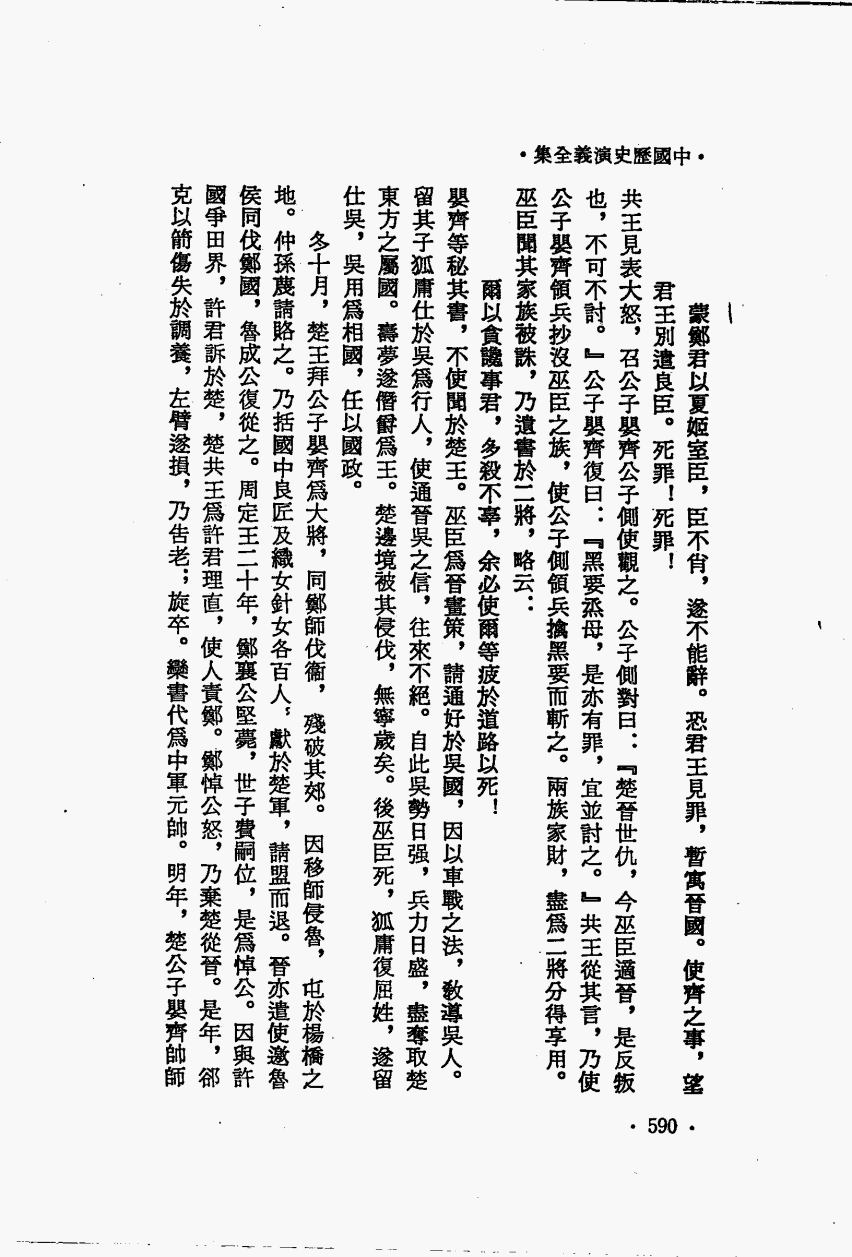 ·中國歷史演義全集·
蒙鄭君以夏姬室臣，臣不肖，遂不能辭。恐君王見罪，暫寓晉國。使齊之事，望
君王別遣良臣。死罪！死罪！
共王見表大怒，召公子嬰齊公子側使觀之。公子側對曰：『楚晉世仇，今巫臣適晉，是反叛
也，不可不討。』公子嬰齊復曰：『黑要烝母，是亦有罪，宜並討之。』共王從其言，乃使
公子嬰齊領兵抄沒巫臣之族，使公子側領兵擒黑要而斬之。兩族家財，盡爲二將分得享用。
巫臣聞其家族被誅，乃遺書於二將，略云：
爾以貪讒事君，多殺不辜，余必使爾等疲於道路以死！
嬰齊等秘其書，不使聞於楚王。巫臣爲晉畫策，請通好於吳國，因以車戰之法，教導吳人。
留其子狐庸仕於吳爲行人，使通晉吳之信，往來不絕。自此吳勢日强，兵力日盛，盡奪取楚
東方之屬國。壽夢遂僭爵爲王。楚邊境被其侵伐，無寧歲矣。後巫臣死，狐庸復屈姓，遂留
仕吳，吳用爲相國，任以國政。
冬十月，楚王拜公子嬰齊爲大將，同鄭師伐衞，殘破其郊。因移師侵魯，屯於楊橋之
地。仲孫蔑請賂之。乃括國中良匠及織女針女各百人，獻於楚軍，請盟而退。晉亦遣使邀魯
侯同伐鄭國，魯成公復從之。周定王二十年，鄭襄公堅薨，世子費嗣位，是爲悼公。因與許
國爭田界，許君訴於楚，楚共王爲許君理直，使人責鄭。鄭悼公怒，乃棄楚從晉。是年，郤
克以箭傷失於調養，左臂遂損，乃告老；旋卒。欒書代爲中軍元帥。明年，楚公子嬰齊帥師
·590·